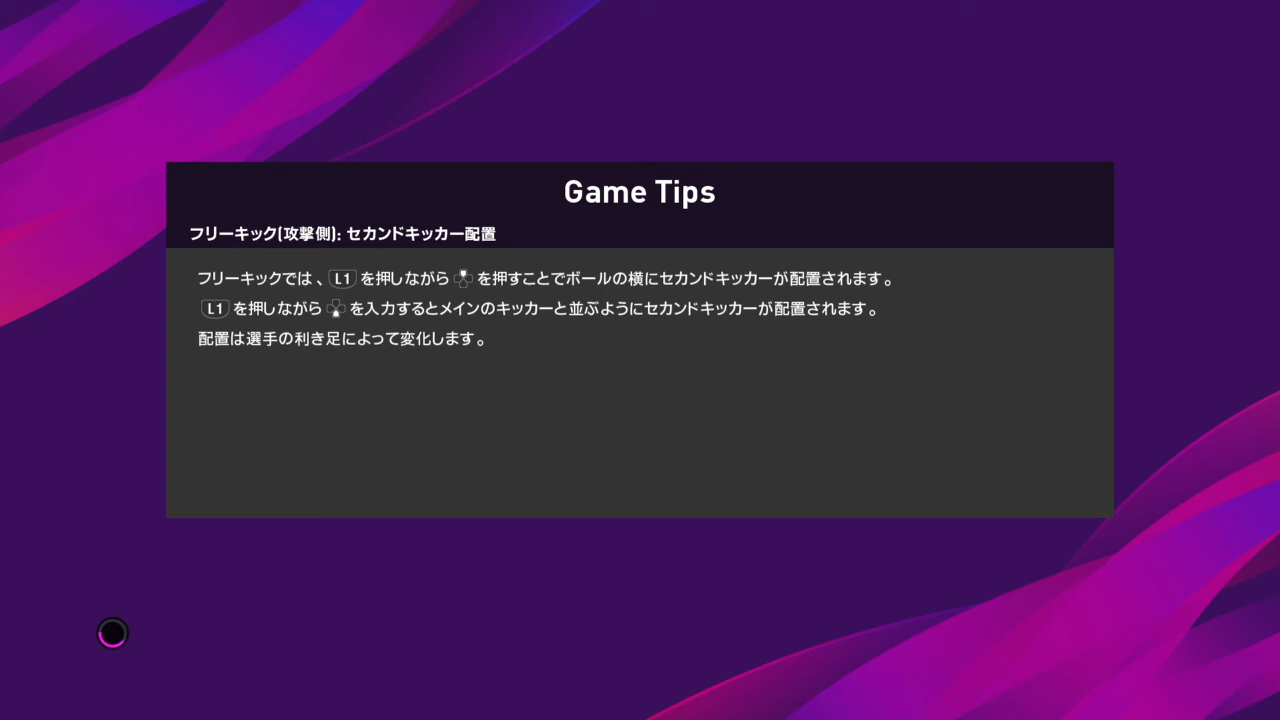 Game Tips
フリーキック(攻撃側): セカンドキッカー配置
フリーキックでは、L1を押しながらを押すことでボールの横にセカンドキッカーが配置されます。
L1を押しながらを入力するとメインのキッカーと並ぶようにセカンドキッカーが配置されます。
配置は選手の利き足によって変化します。